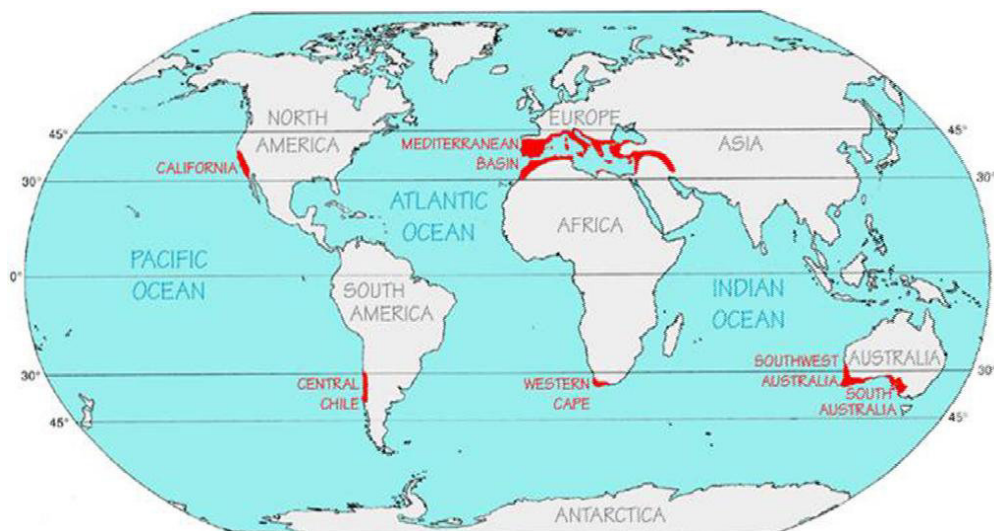 NORTH
AMERICA
EUROPE
ASIA
45°
45°
MEDITERRANEAN
BASIN
CALIFORNIA
30°
30°
ATLANTIC
OCEAN
AFRICA
PACIFIC
OCEAN
0°
SOUTH
AMERICA
INDIAN
OCEAN
SOUTHWEST
AUSTRALIA
AUSTRALIA
30°
30°
CENTRAL
CHILE
WESTERN
CAPE
SOUTH
AUSTRALIA
45°
45°
ANTARCTICA